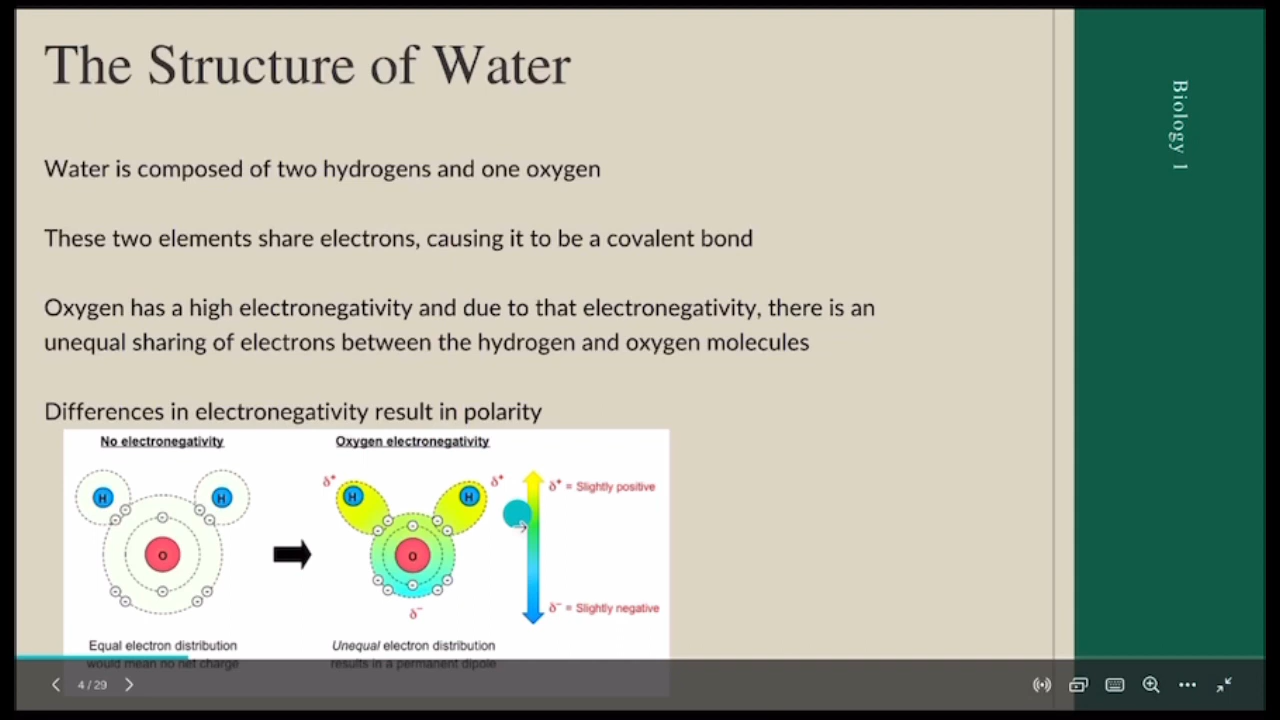 The Structure of Water
Biology 1
Water is composed of two hydrogens and one oxygen
These two elements share electrons, causing it to be a covalent bond
Oxygen has a high electronegativity and due to that electronegativity, there is an
unequal sharing of electrons between the hydrogen and oxygen molecules
Differences in electronegativity result in polarity
No electronegativity
H H
O
Equal electron distribution
would mean no net charge
Oxygen electronegativity
δ+ H H δ+
O
δ−
Unequal electron distribution
results in a permanent dipole
δ+ = Slightly positive
δ− = Slightly negative
4 / 29